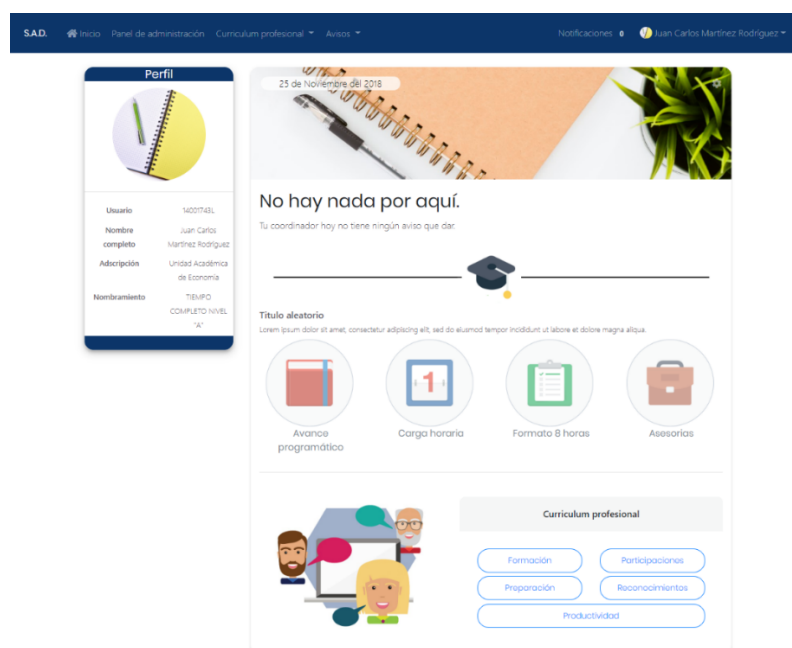 S.A.D. Inicio Panel de administración Curriculum profesional Avisos Notificaciones 0 Juan Carlos Martínez Rodríguez
Perfil
Usuario 14001743L
Nombre completo Juan Carlos Martínez Rodríguez
Adscripción Unidad Académica de Economía
Nombramiento TIEMPO COMPLETO NIVEL "A"
25 de Noviembre del 2018
No hay nada por aquí.
Tu coordinador hoy no tiene ningún aviso que dar.
Titulo aleatorio
Lorem ipsum dolor sit amet, consectetur adipiscing elit, sed do eiusmod tempor incididunt ut labore et dolore magna aliqua.
1
Avance programático
Carga horaria
Formato 8 horas
Asesorias
Curriculum profesional
Formación Participaciones
Preparación Reconocimientos
Productividad